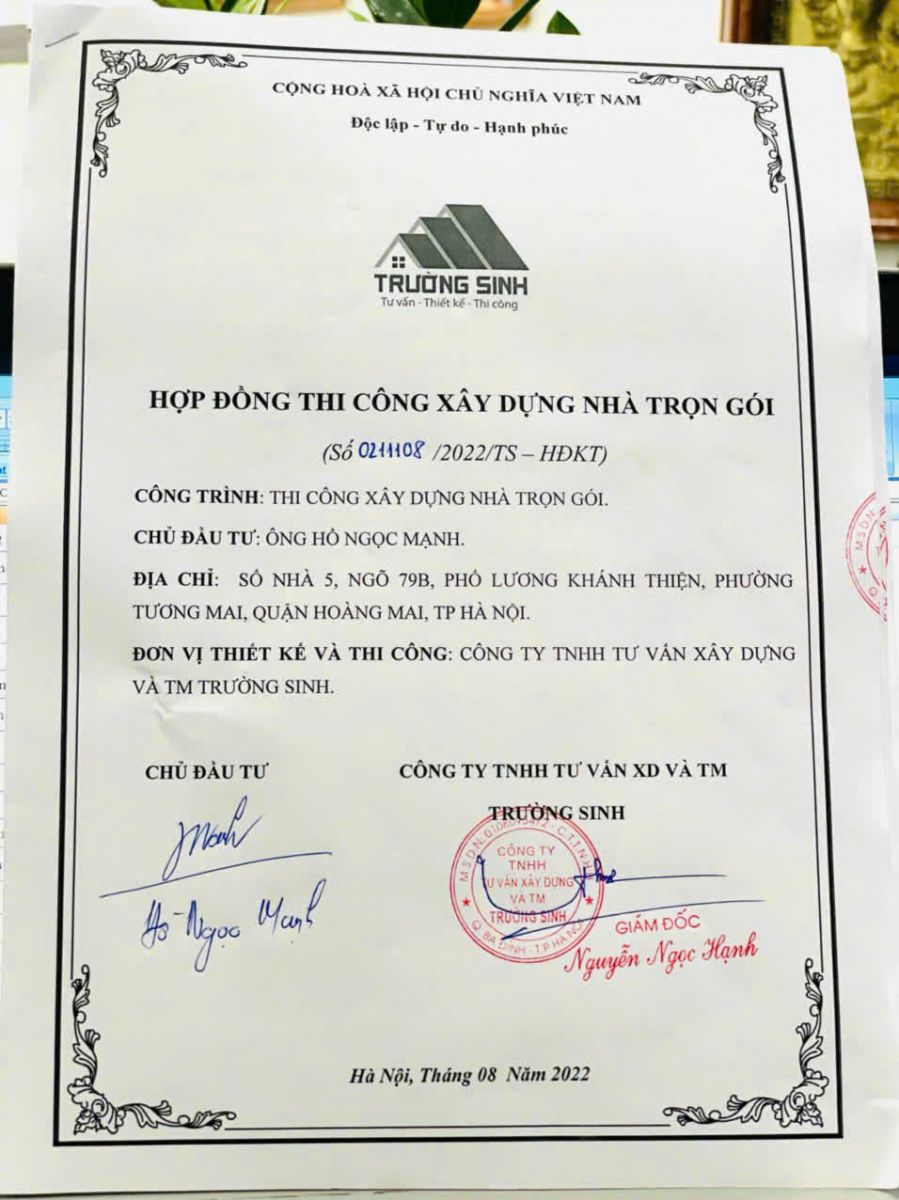 CỘNG HOÀ XÃ HỘI CHỦ NGHĨA VIỆT NAM
Độc lập - Tự do - Hạnh phúc
TRƯỜNG SINH
Tư vấn - Thiết kế - Thi công
HỢP ĐỒNG THI CÔNG XÂY DỰNG NHÀ TRỌN GÓI
(Số 0211108 /2022/TS – HĐKT)
CÔNG TRÌNH: THI CÔNG XÂY DỰNG NHÀ TRỌN GÓI.
CHỦ ĐẦU TƯ: ÔNG HỒ NGỌC MẠNH.
ĐỊA CHỈ: SỐ NHÀ 5, NGÕ 79B, PHỐ LƯƠNG KHÁNH THIỆN, PHƯỜNG
TƯƠNG MAI, QUẬN HOÀNG MAI, TP HÀ NỘI.
ĐƠN VỊ THIẾT KẾ VÀ THI CÔNG: CÔNG TY TNHH TƯ VẤN XÂY DỰNG
VÀ TM TRƯỜNG SINH.
CHỦ ĐẦU TƯ
CÔNG TY TNHH TƯ VẤN XD VÀ TM
TRƯỜNG SINH
Mạnh
Hồ Ngọc Mạnh
M.S.D.N: C.T.T.N.H.H
CÔNG TY
TNHH
TƯ VẤN XÂY DỰNG
VÀ TM
TRƯỜNG SINH
Q. BA ĐÌNH - T.P HÀ NỘI
GIÁM ĐỐC
Nguyễn Ngọc Hạnh
M.S.D.N:
Hà Nội, Tháng 08 Năm 2022